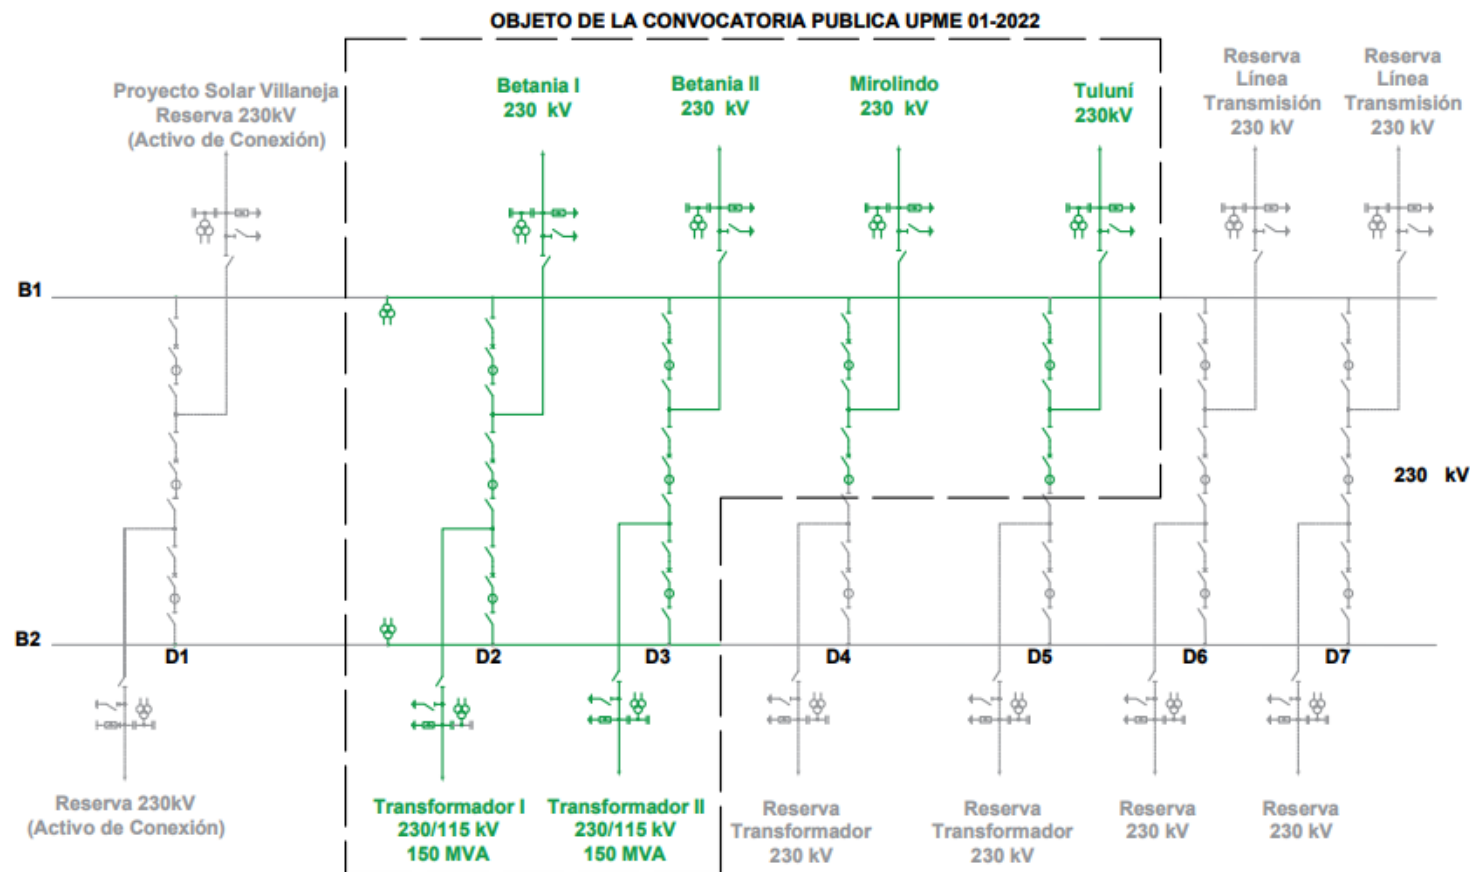 OBJETO DE LA CONVOCATORIA PUBLICA UPME 01-2022
Proyecto Solar Villaneja
Reserva 230kV
(Activo de Conexión)
Betania I
230 kV
Betania II
230 kV
Mirolindo
230 kV
Tuluní
230kV
Reserva
Línea
Transmisión
230 kV
Reserva
Línea
Transmisión
230 kV
B1
230 kV
B2
D1
D2
D3
D4
D5
D6
D7
Reserva 230kV
(Activo de Conexión)
Transformador I
230/115 kV
150 MVA
Transformador II
230/115 kV
150 MVA
Reserva
Transformador
230 kV
Reserva
Transformador
230 kV
Reserva
230 kV
Reserva
230 kV